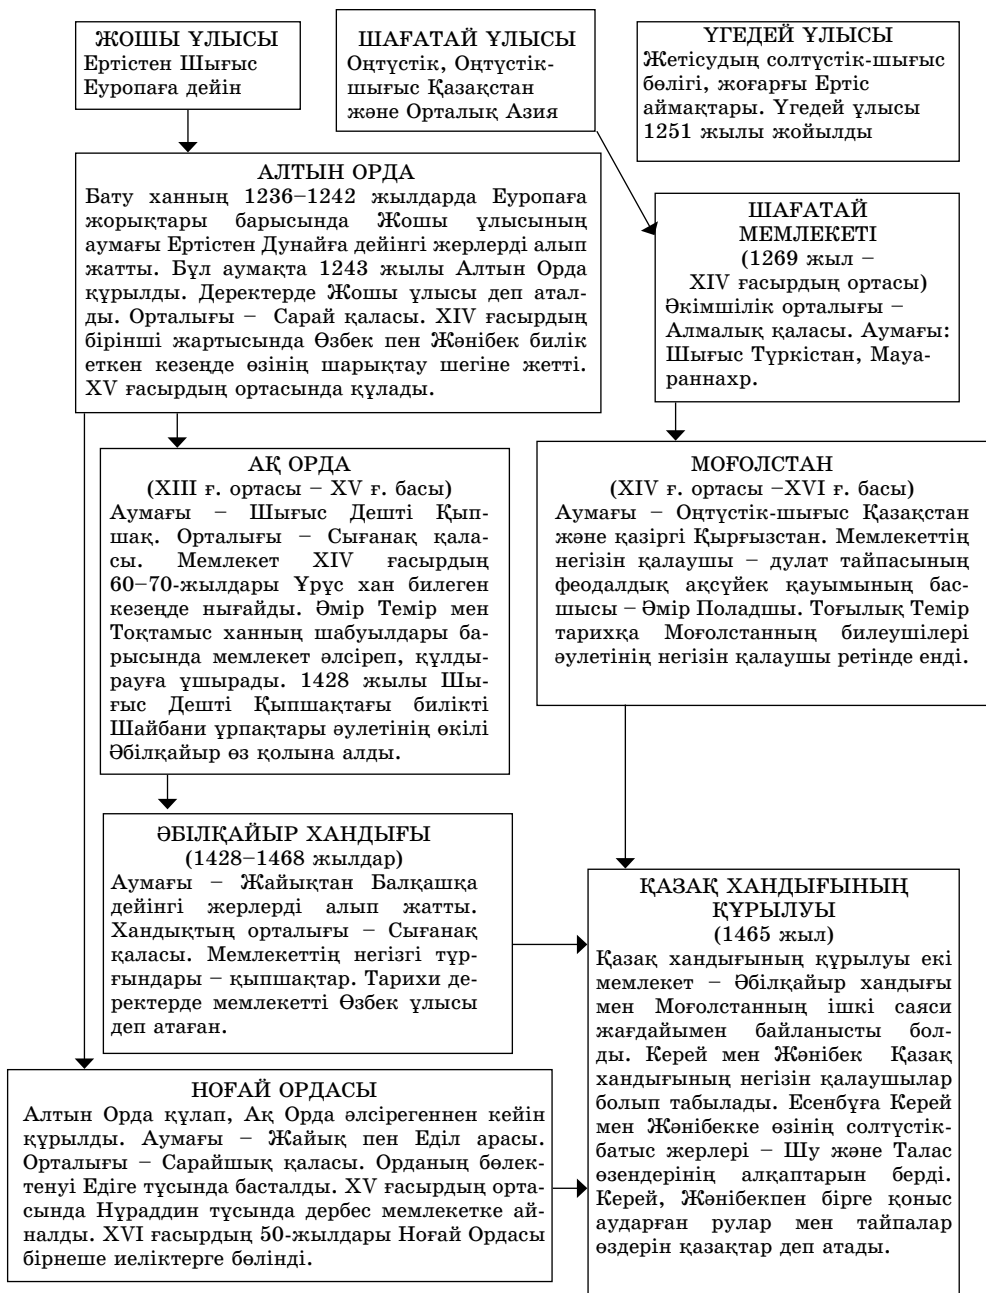 ЖОШЫ ҰЛЫСЫ
Ертістен Шығыс
Еуропаға дейін
ШАҒАТАЙ ҰЛЫСЫ
Оңтүстік, Оңтүстік-
шығыс Қазақстан
және Орталық Азия
ҮГЕДЕЙ ҰЛЫСЫ
Жетісудың солтүстік-шығыс
бөлігі, жоғарғы Ертіс
аймақтары. Үгедей ұлысы
1251 жылы жойылды
АЛТЫН ОРДА
Бату ханның 1236–1242 жылдарда Еуропаға
жорықтары барысында Жошы ұлысының
аумағы Ертістен Дунайға дейінгі жерлерді алып
жатты. Бұл аумақта 1243 жылы Алтын Орда
құрылды. Деректерде Жошы ұлысы деп атал-
ды. Орталығы – Сарай қаласы. XIV ғасырдың
бірінші жартысында Өзбек пен Жәнібек билік
еткен кезеңде өзінің шарықтау шегіне жетті.
XV ғасырдың ортасында құлады.
ШАҒАТАЙ
МЕМЛЕКЕТІ
(1269 жыл –
XIV ғасырдың ортасы)
Әкімшілік орталығы –
Алмалық қаласы. Аумағы:
Шығыс Түркістан, Мауа-
раннахр.
АҚ ОРДА
(XIII ғ. ортасы – XV ғ. басы)
Аумағы – Шығыс Дешті Қып-
шақ. Орталығы – Сығанақ қала-
сы. Мемлекет XIV ғасырдың
60–70-жылдары Ұрұс хан билеген
кезеңде нығайды. Әмір Темір мен
Тоқтамыс ханның шабуылдары ба-
рысында мемлекет әлсіреп, құлды-
рауға ұшырады. 1428 жылы Шы-
ғыс Дешті Қыпшақтағы билікті
Шайбани ұрпақтары әулетінің өкілі
Әбілқайыр өз қолына алды.
МОҒОЛСТАН
(XIV ғ. ортасы –XVI ғ. басы)
Аумағы – Оңтүстік-шығыс Қазақстан
және қазіргі Қырғызстан. Мемлекеттің
негізін қалаушы – дулат тайпасының
феодалдық ақсүйек қауымының бас-
шысы – Әмір Поладшы. Тоғылық Темір
тарихқа Моғолстанның билеушілері
әулетінің негізін қалаушы ретінде енді.
ӘБІЛҚАЙЫР ХАНДЫҒЫ
(1428–1468 жылдар)
Аумағы – Жайықтан Балқашқа
дейінгі жерлерді алып жатты.
Хандықтың орталығы – Сығанақ
қаласы. Мемлекеттің негізгі тұр-
ғындары – қыпшақтар. Тарихи де-
ректерде мемлекетті Өзбек ұлысы
деп атаған.
ҚАЗАҚ ХАНДЫҒЫНЫҢ
ҚҰРЫЛУЫ
(1465 жыл)
Қазақ хандығының құрылуы екі
мемлекет – Әбілқайыр хандығы
мен Моғолстанның ішкі саяси
жағдайымен байланысты бол-
ды. Керей мен Жәнібек Қазақ
хандығының негізін қалаушылар
болып табылады. Есенбұға Керей
мен Жәнібекке өзінің солтүстік-
батыс жерлері – Шу және Талас
өзендерінің алқаптарын берді.
Керей, Жәнібекпен бірге қоныс
аударған рулар мен тайпалар
өздерін қазақтар деп атады.
НОҒАЙ ОРДАСЫ
Алтын Орда құлап, Ақ Орда әлсірегеннен кейін
құрылды. Аумағы – Жайық пен Еділ арасы.
Орталығы – Сарайшық қаласы. Орданың бөлек-
тенуі Едіге тұсында басталды. XV ғасырдың орта-
сында Нұраддин тұсында дербес мемлекетке ай-
налды. XVI ғасырдың 50-жылдары Ноғай Ордасы
бірнеше иеліктерге бөлінді.